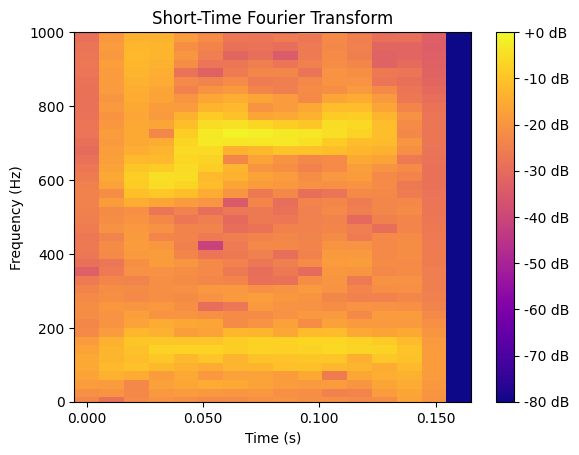 Short-Time Fourier Transform
1000
800
600
400
200
0
Frequency (Hz)
0.000
0.050
0.100
0.150
Time (s)
+0 dB
-10 dB
-20 dB
-30 dB
-40 dB
-50 dB
-60 dB
-70 dB
-80 dB